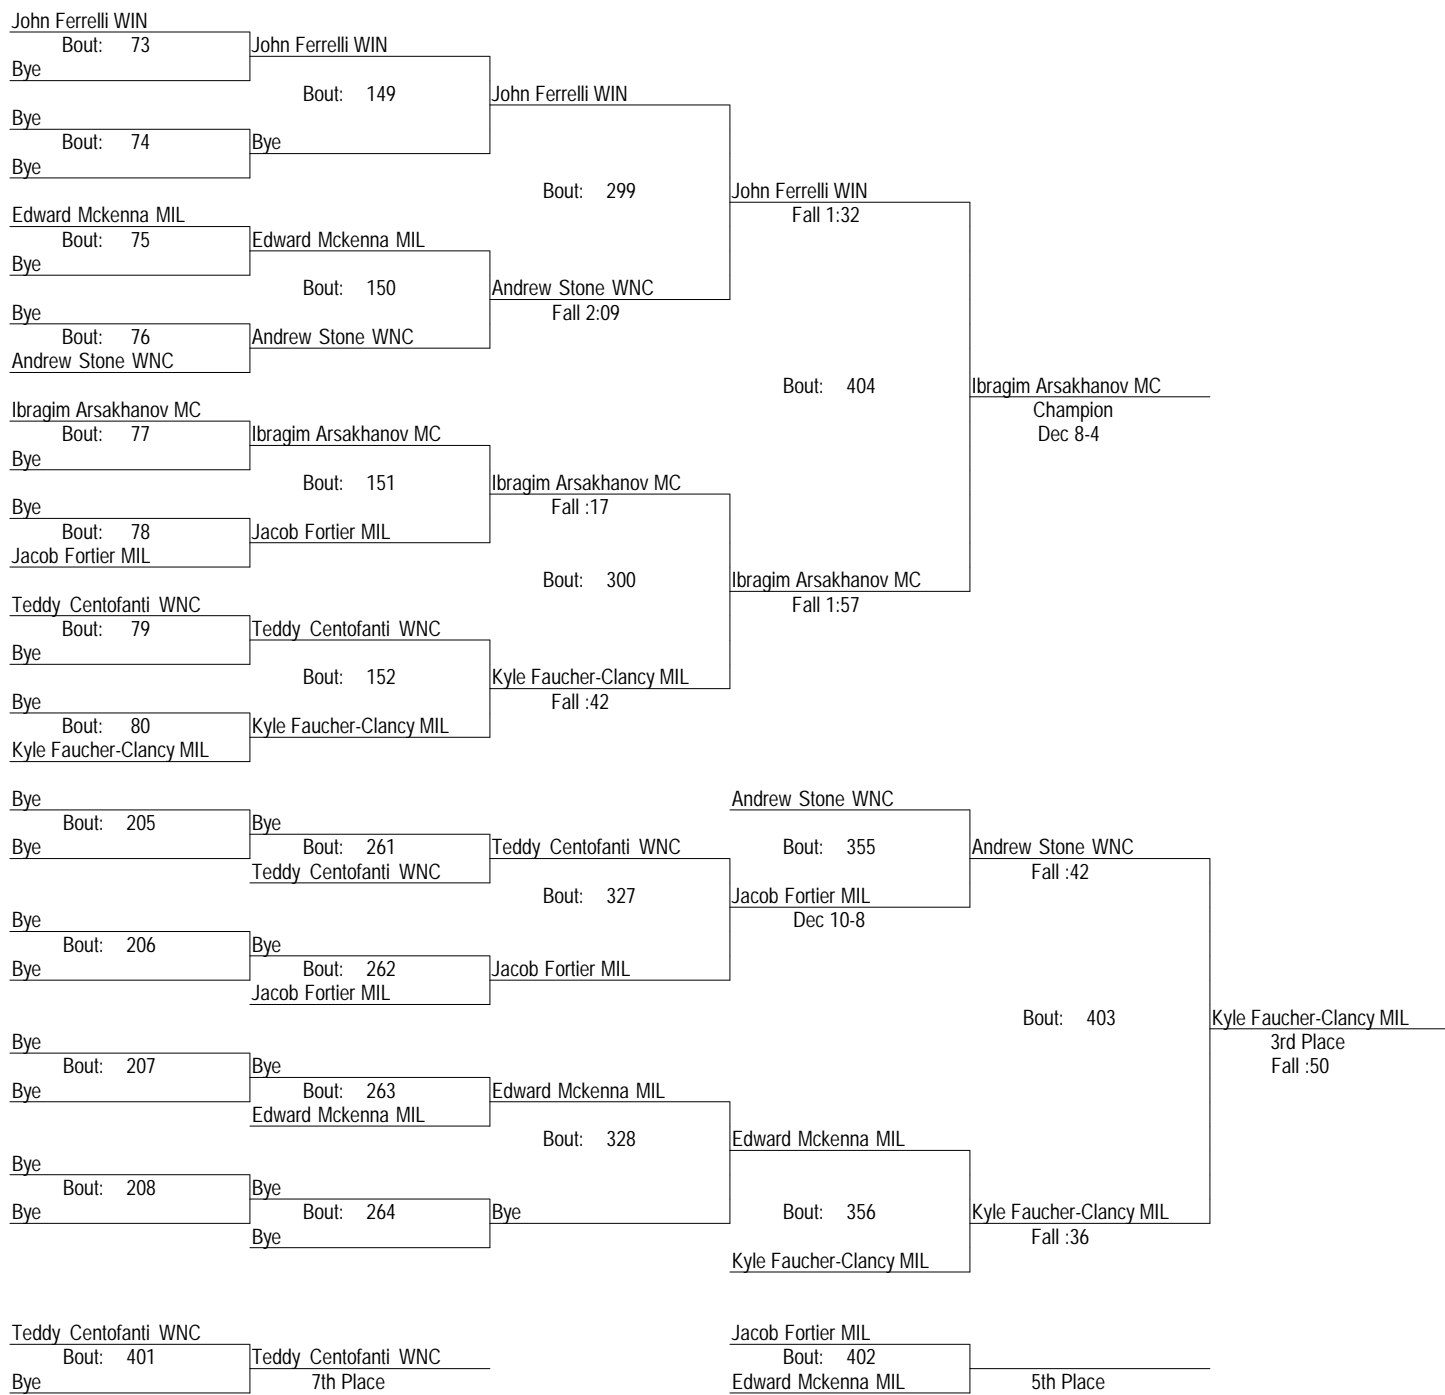 John Ferrelli WIN
Bout: 73
John Ferrelli WIN
Bye
Bout: 149
John Ferrelli WIN
Bye
Bout: 74
Bye
Bye
Bout: 299
John Ferrelli WIN
Fall 1:32
Edward Mckenna MIL
Bout: 75
Edward Mckenna MIL
Bye
Bout: 150
Andrew Stone WNC
Fall 2:09
Bye
Bout: 76
Andrew Stone WNC
Andrew Stone WNC
Bout: 404
Ibragim Arsakhanov MC
Champion
Dec 8-4
Ibragim Arsakhanov MC
Bout: 77
Ibragim Arsakhanov MC
Bye
Bout: 151
Ibragim Arsakhanov MC
Fall :17
Bye
Bout: 78
Jacob Fortier MIL
Jacob Fortier MIL
Bout: 300
Ibragim Arsakhanov MC
Fall 1:57
Teddy Centofanti WNC
Bout: 79
Teddy Centofanti WNC
Bye
Bout: 152
Kyle Faucher-Clancy MIL
Fall :42
Bye
Bout: 80
Kyle Faucher-Clancy MIL
Kyle Faucher-Clancy MIL
Bye
Bout: 205
Bye
Bye
Bout: 261
Teddy Centofanti WNC
Teddy Centofanti WNC
Bout: 327
Andrew Stone WNC
Bout: 355
Andrew Stone WNC
Fall :42
Jacob Fortier MIL
Dec 10-8
Bye
Bout: 206
Bye
Bye
Bout: 262
Jacob Fortier MIL
Jacob Fortier MIL
Bout: 403
Kyle Faucher-Clancy MIL
3rd Place
Fall :50
Bye
Bout: 207
Bye
Bye
Bout: 263
Edward Mckenna MIL
Edward Mckenna MIL
Bout: 328
Edward Mckenna MIL
Bye
Bout: 208
Bye
Bye
Bout: 264
Bye
Bye
Bout: 356
Kyle Faucher-Clancy MIL
Fall :36
Kyle Faucher-Clancy MIL
Teddy Centofanti WNC
Bout: 401
Teddy Centofanti WNC
Bye
7th Place
Jacob Fortier MIL
Bout: 402
Edward Mckenna MIL
5th Place